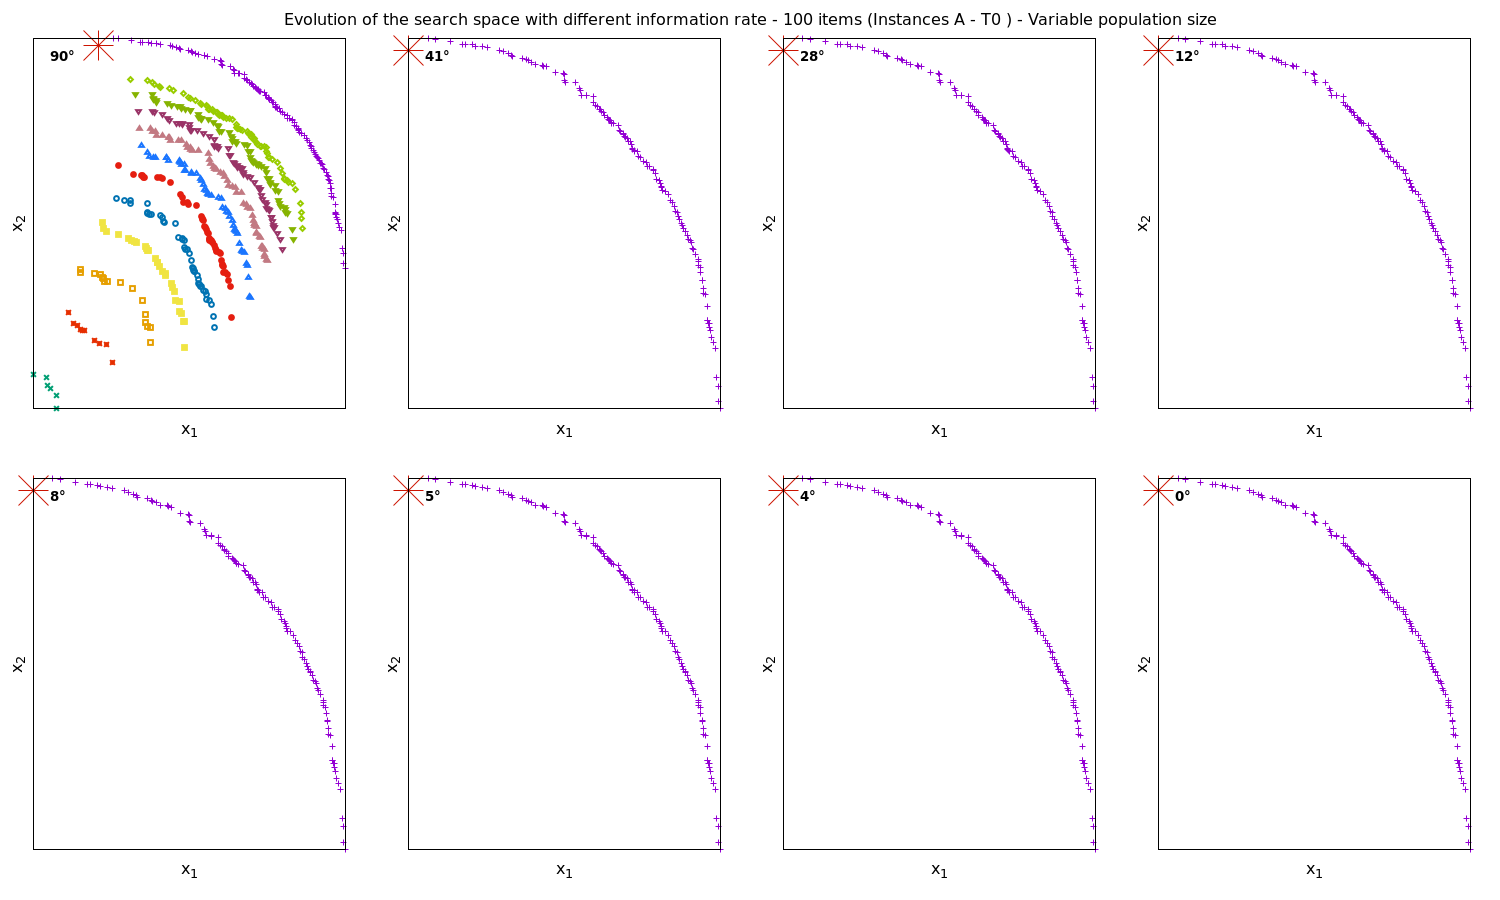 Evolution of the search space with different information rate - 100 items (Instances A - T0 ) - Variable population size
90°
41°
28°
12°
x2
x2
x2
x2
x1
x1
x1
x1
8°
5°
4°
0°
x2
x2
x2
x2
x1
x1
x1
x1